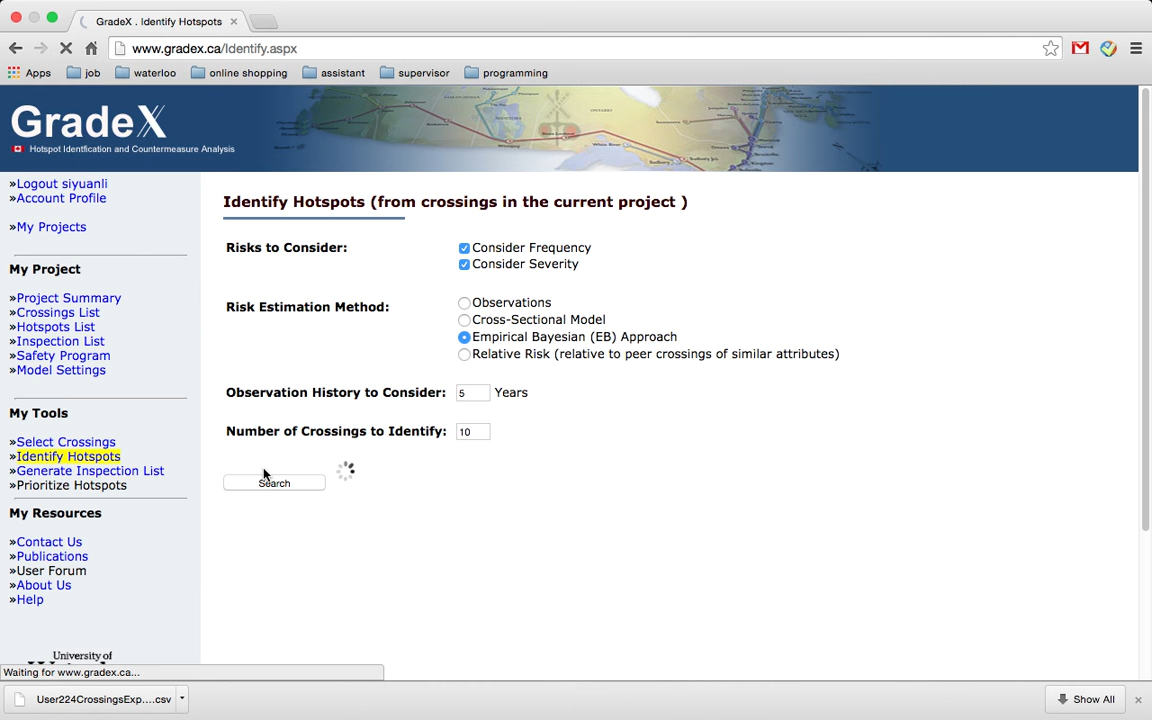 GradeX . Identify Hotspots
www.gradex.ca/Identify.aspx
Apps job waterloo online shopping assistant supervisor programming
GradeX
Hotspot Identification and Countermeasure Analysis
»Logout siyuanli
»Account Profile
»My Projects
My Project
»Project Summary
»Crossings List
»Hotspots List
»Inspection List
»Safety Program
»Model Settings
My Tools
»Select Crossings
»Identify Hotspots
»Generate Inspection List
»Prioritize Hotspots
My Resources
»Contact Us
»Publications
»User Forum
»About Us
»Help
University of
Identify Hotspots (from crossings in the current project )
Risks to Consider:
Consider Frequency
Consider Severity
Risk Estimation Method:
Observations
Cross-Sectional Model
Empirical Bayesian (EB) Approach
Relative Risk (relative to peer crossings of similar attributes)
Observation History to Consider: 5 Years
Number of Crossings to Identify: 10
Search
Waiting for www.gradex.ca...
User224CrossingsExp....csv
Show All